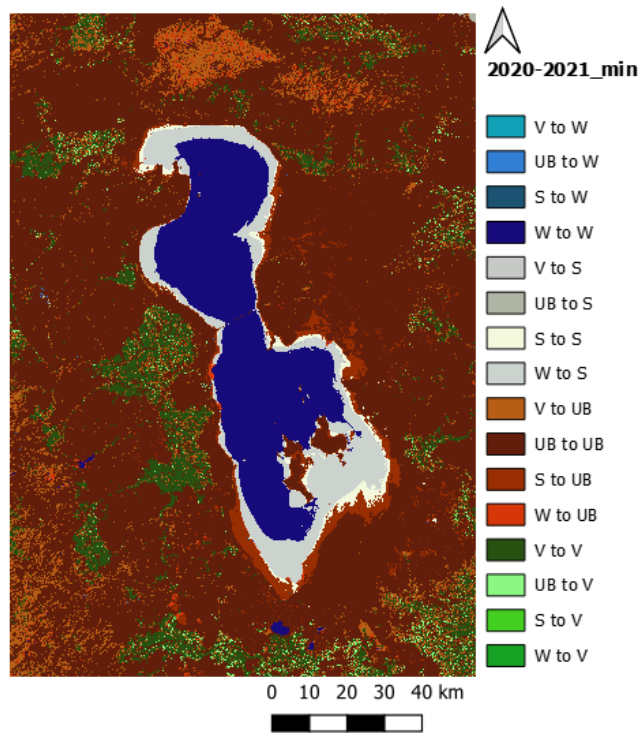 2020-2021_min
V to W
UB to W
S to W
W to W
V to S
UB to S
S to S
W to S
V to UB
UB to UB
S to UB
W to UB
V to V
UB to V
S to V
W to V
0 10 20 30 40 km